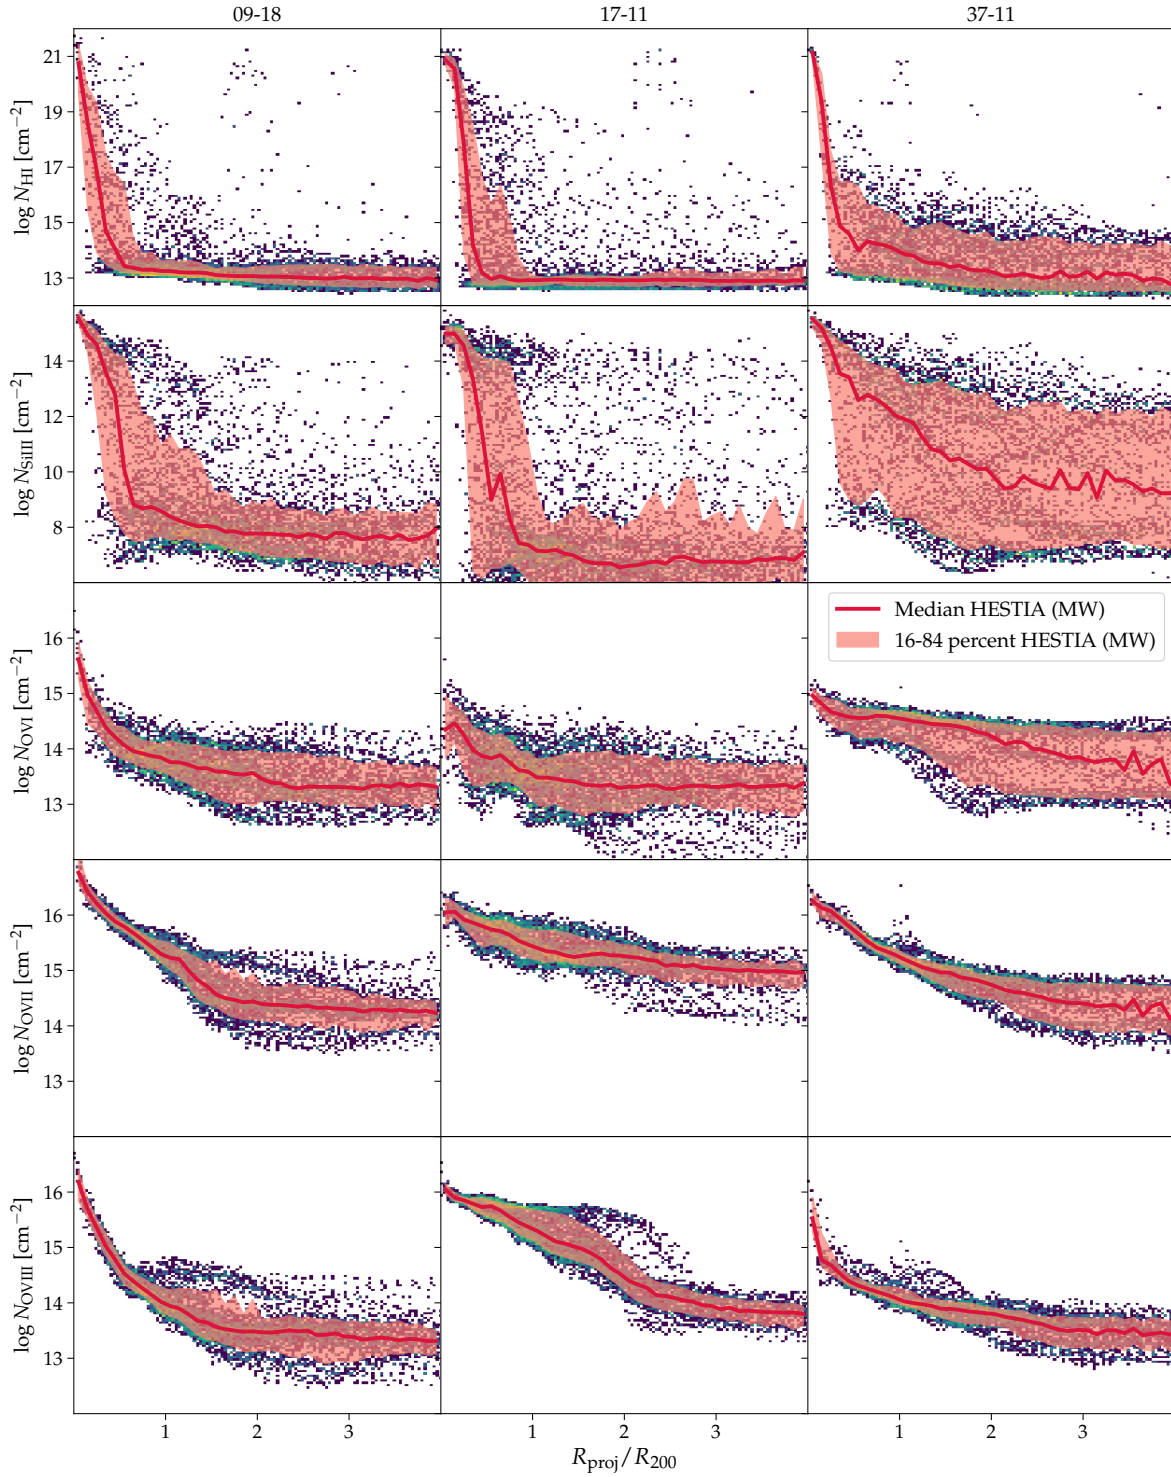 09-18 17-11 37-11
21
19
17
15
13
log N_HI [cm⁻²]
14
12
10
8
log N_SiIII [cm⁻²]
Median HESTIA (MW)
16-84 percent HESTIA (MW)
16
15
14
13
log N_OVI [cm⁻²]
16
15
14
13
log N_OVII [cm⁻²]
16
15
14
13
log N_OVIII [cm⁻²]
1 2 3 1 2 3 1 2 3
R_proj/R_200